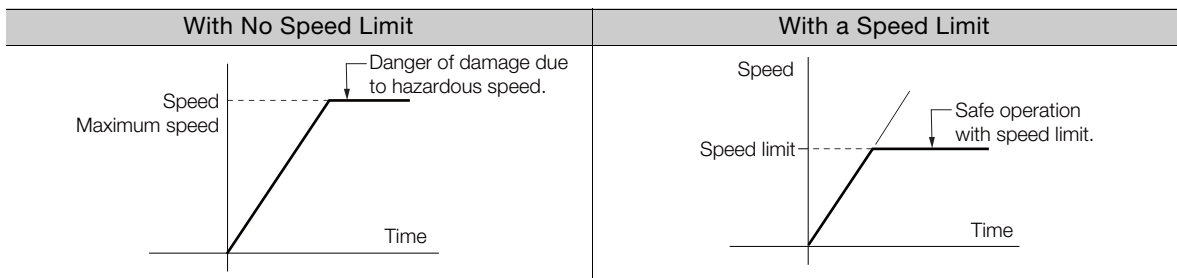 With No Speed Limit
With a Speed Limit
Danger of damage due
to hazardous speed.
Speed
Maximum speed
Time
Speed
Safe operation
with speed limit.
Speed limit
Time